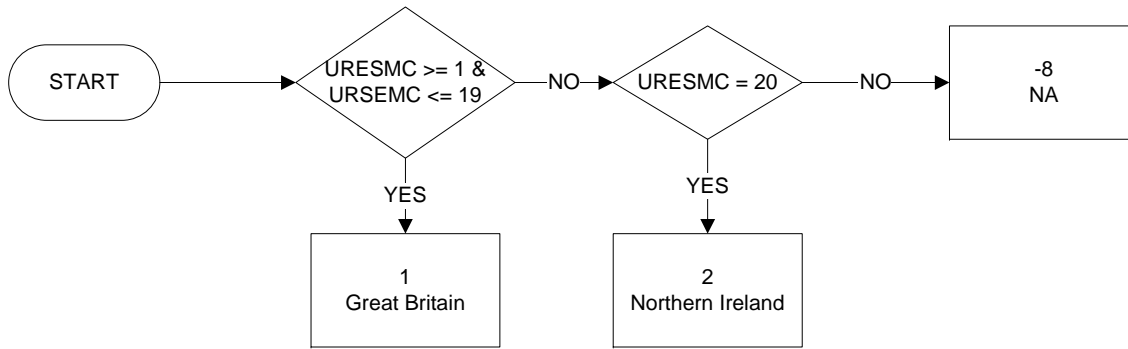 START
URESMC >= 1 &
URSEMC <= 19
NO
URESMC = 20
NO
-8
NA
YES
YES
1
Great Britain
2
Northern Ireland